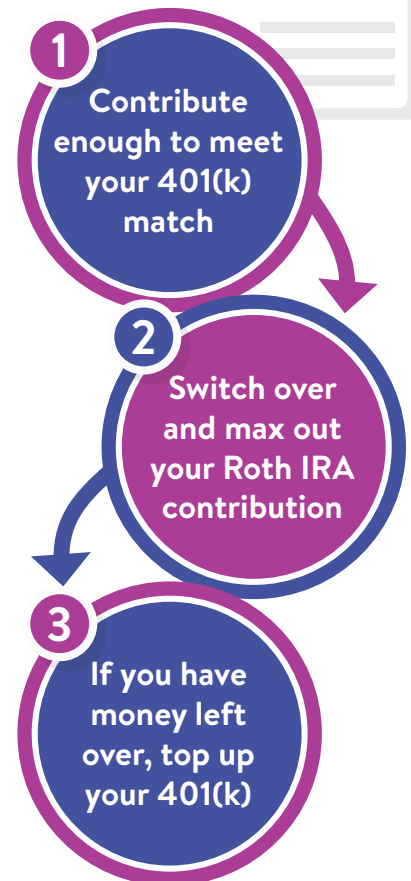 1
Contribute
enough to meet
your 401(k)
match
2
Switch over
and max out
your Roth IRA
contribution
3
If you have
money left
over, top up
your 401(k)